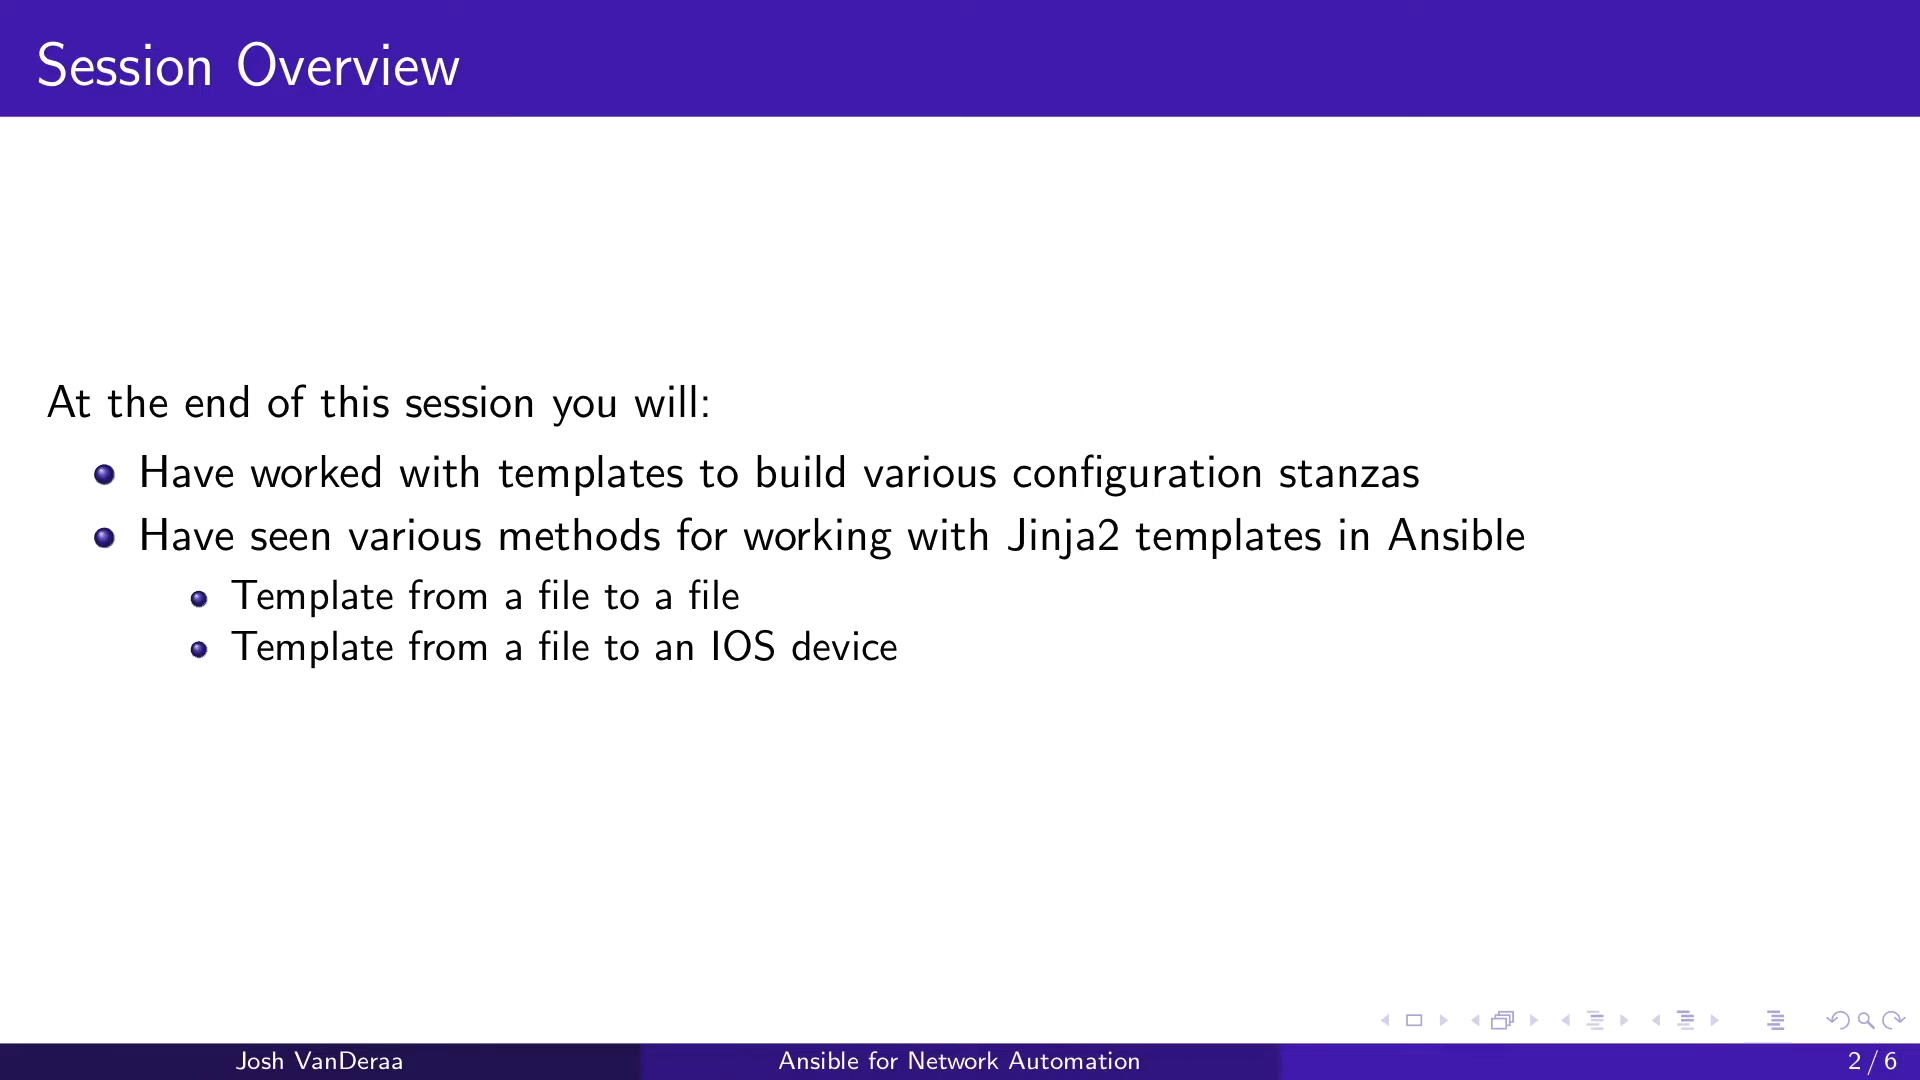 Session Overview
At the end of this session you will:
Have worked with templates to build various configuration stanzas
Have seen various methods for working with Jinja2 templates in Ansible
Template from a file to a file
Template from a file to an IOS device
Josh VanDeraa
Ansible for Network Automation
2 / 6